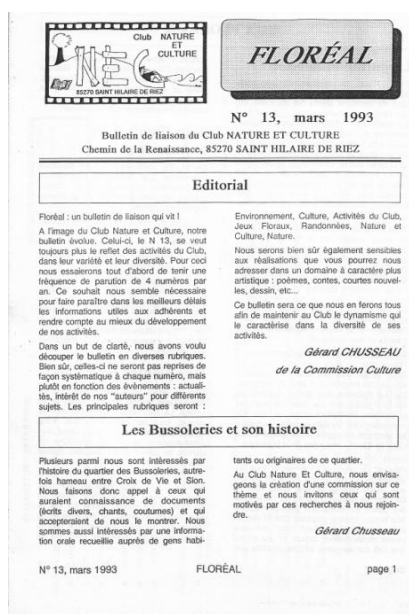 Club NATURE
ET
CULTURE
NEC
85270 SAINT HILAIRE DE RIEZ
FLORÉAL
N° 13, mars 1993
Bulletin de liaison du Club NATURE ET CULTURE
Chemin de la Renaissance, 85270 SAINT HILAIRE DE RIEZ
Editorial
Floréal : un bulletin de liaison qui vit !
A l'image du Club Nature et Culture, notre
bulletin évolue. Celui-ci, le N 13, se veut
toujours plus le reflet des activités du Club,
dans leur variété et leur diversité. Pour ceci
nous essaierons tout d'abord de tenir une
fréquence de parution de 4 numéros par
an. Ce souhait nous semble nécessaire
pour faire paraître dans les meilleurs délais
les informations utiles aux adhérents et
rendre compte au mieux du développement
de nos activités.
Dans un but de clarté, nous avons voulu
découper le bulletin en diverses rubriques.
Bien sûr, celles-ci ne seront pas reprises de
façon systématique à chaque numéro, mais
plutôt en fonction des évènements : actuali-
tés, intérêt de nos "auteurs" pour différents
sujets. Les principales rubriques seront :
Environnement, Culture, Activités du Club,
Jeux Floraux, Randonnées, Nature et
Culture, Nature.
Nous serons bien sûr également sensibles
aux réalisations que vous pourrez nous
adresser dans un domaine à caractère plus
artistique : poèmes, contes, courtes nouvel-
les, dessin, etc...
Ce bulletin sera ce que nous en ferons tous
afin de maintenir au Club le dynamisme qui
le caractérise dans la diversité de ses
activités.
Gérard CHUSSEAU
de la Commission Culture
Les Bussoleries et son histoire
Plusieurs parmi nous sont intéressés par
l'histoire du quartier des Bussoleries, autre-
fois hameau entre Croix de Vie et Sion.
Nous faisons donc appel à ceux qui
auraient connaissance de documents
(écrits divers, chants, coutumes) et qui
accepteraient de nous le montrer. Nous
sommes aussi intéressés par une informa-
tion orale recueillie auprès de gens habi-
tants ou originaires de ce quartier.
Au Club Nature Et Culture, nous envisa-
geons la création d'une commission sur ce
thème et nous invitons ceux qui sont
motivés par ces recherches à nous rejoin-
dre.
Gérard Chusseau
N° 13, mars 1993
FLORÉAL
page 1